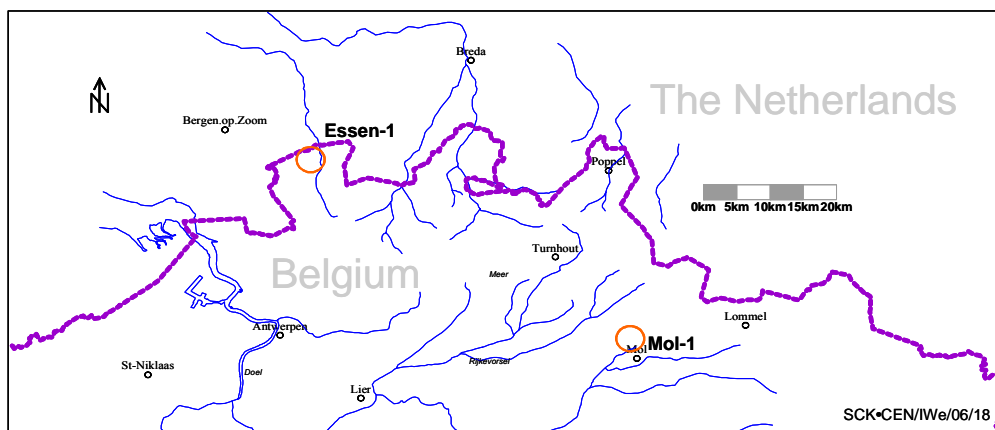 Breda
The Netherlands
N
Bergen.op.Zoom
Essen-1
Poppel
0km 5km 10km 15km 20km
Turnhout
Belgium
Meer
Lommel
Antwerpen
Mol-1
Mol
Rijkevorsel
St-Niklaas
Doel
Lier
SCK•CEN/IWe/06/18